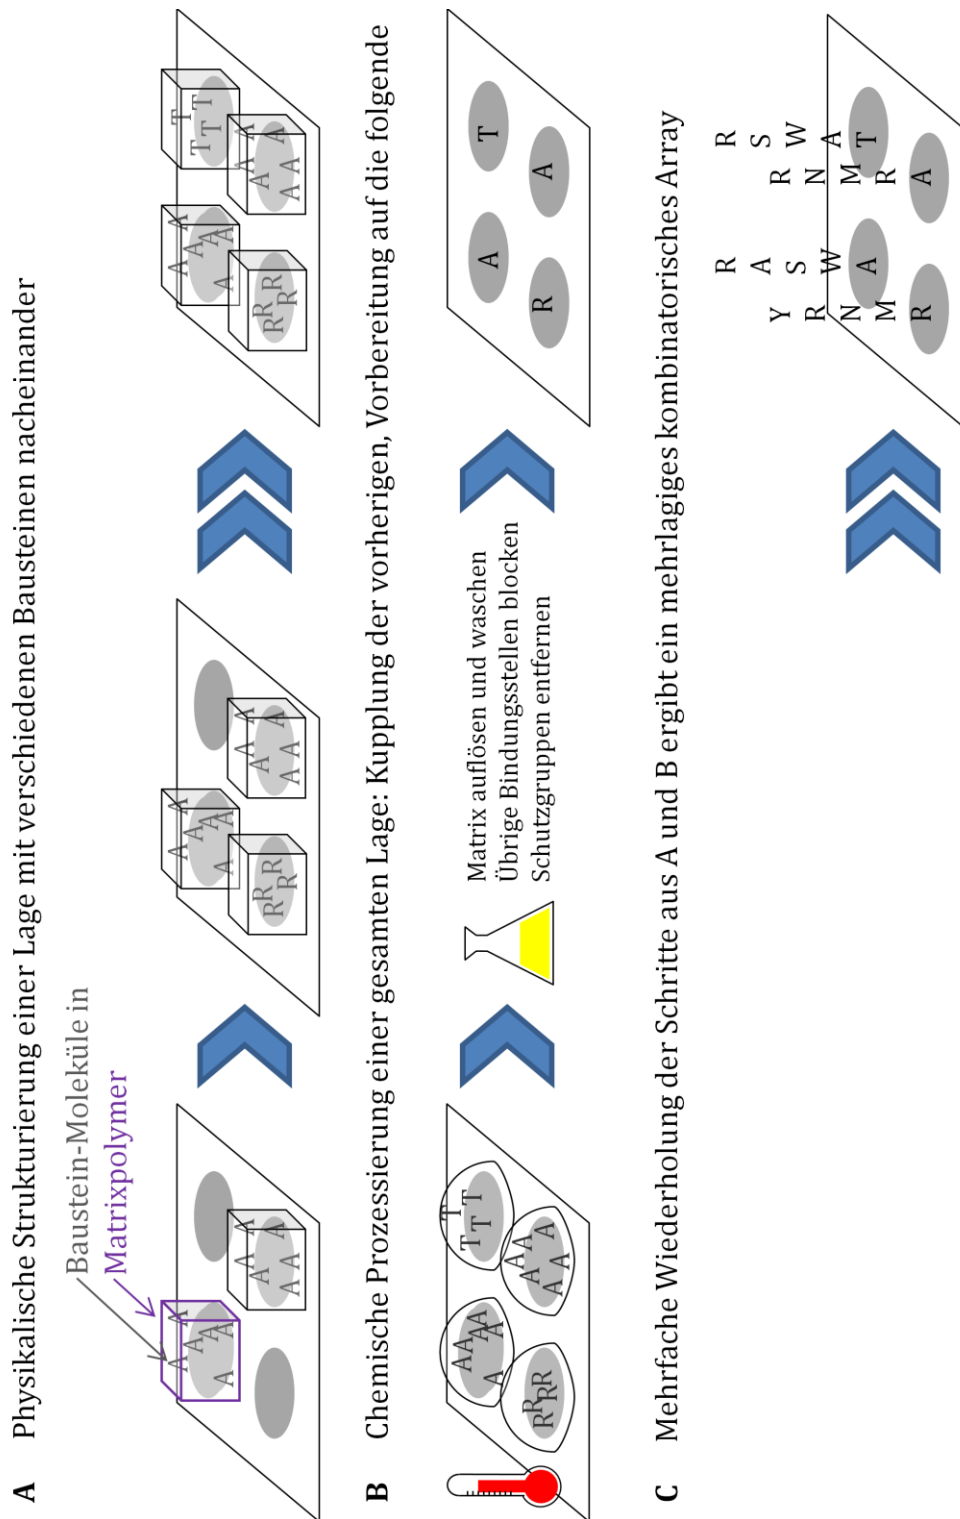 A Physikalische Strukturierung einer Lage mit verschiedenen Bausteinen nacheinander
Baustein-Moleküle in
Matrixpolymer
A A A A A A
A A A A A A
A A A A A A
R R R R R
A A A A A A
A A A A A A
R R R R R
T T T T
A A A A A A
B Chemische Prozessierung einer gesamten Lage: Kupplung der vorherigen, Vorbereitung auf die folgende
A A A A A A
R R R R R
T T T T
A A A A A A
Matrix auflösen und waschen
Übrige Bindungsstellen blocken
Schutzgruppen entfernen
A T
R A
C Mehrfache Wiederholung der Schritte aus A und B ergibt ein mehrlagiges kombinatorisches Array
R R
A S
Y S R W
R W N A
N A M T
M R
R A